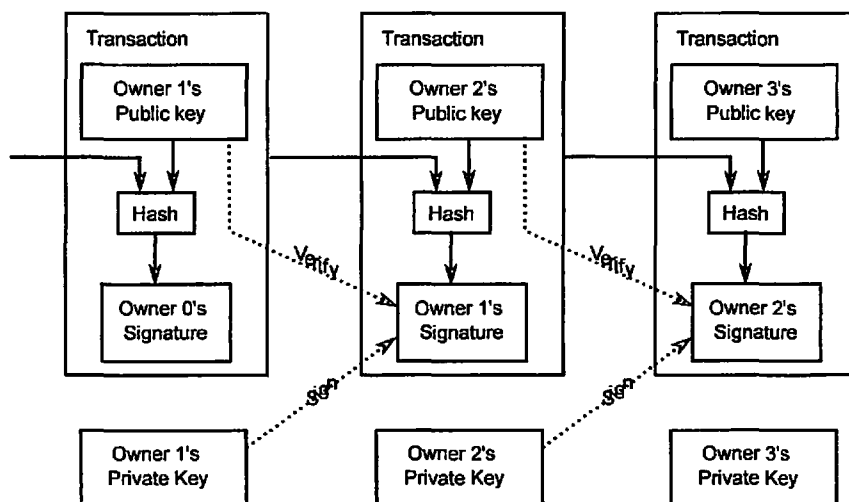 Transaction
Owner 1's
Public key
Hash
Verify
Owner 0's
Signature
Transaction
Owner 2's
Public key
Hash
Verify
Owner 1's
Signature
Transaction
Owner 3's
Public key
Hash
Owner 2's
Signature
Sign
Sign
Owner 1's
Private Key
Owner 2's
Private Key
Owner 3's
Private Key